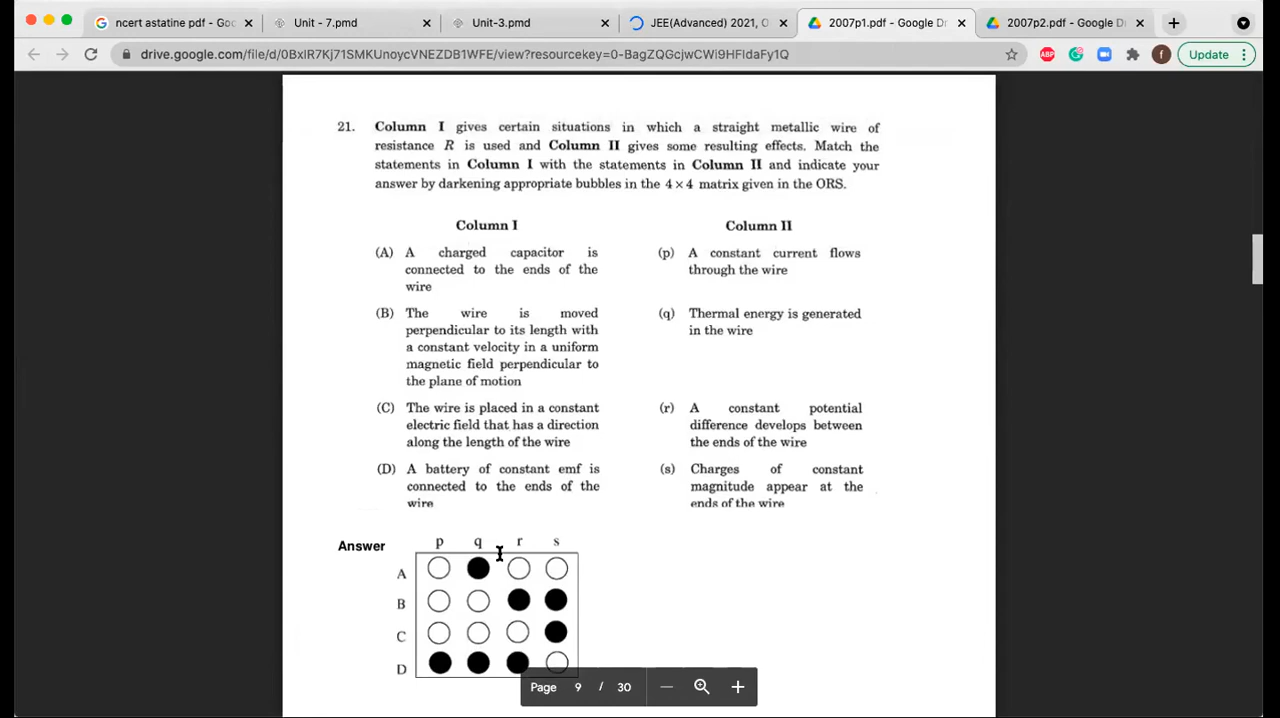 ncert astatine pdf - Goo
Unit - 7.pmd
Unit-3.pmd
JEE(Advanced) 2021, O
2007p1.pdf - Google Dr
2007p2.pdf - Google D
drive.google.com/file/d/0BxIR7Kj71SMKUnoycVNEZDB1WFE/view?resourcekey=0-BagZQGcjwCWi9HFIdaFy1Q
ABP
f
Update
21. Column I gives certain situations in which a straight metallic wire of
resistance R is used and Column II gives some resulting effects. Match the
statements in Column I with the statements in Column II and indicate your
answer by darkening appropriate bubbles in the 4 × 4 matrix given in the ORS.
Column I
(A) A charged capacitor is
connected to the ends of the
wire
(B) The wire is moved
perpendicular to its length with
a constant velocity in a uniform
magnetic field perpendicular to
the plane of motion
(C) The wire is placed in a constant
electric field that has a direction
along the length of the wire
(D) A battery of constant emf is
connected to the ends of the
wire
Column II
(p) A constant current flows
through the wire
(q) Thermal energy is generated
in the wire
(r) A constant potential
difference develops between
the ends of the wire
(s) Charges of constant
magnitude appear at the
ends of the wire
Answer
p q r s
A
B
C
D
Page 9 / 30